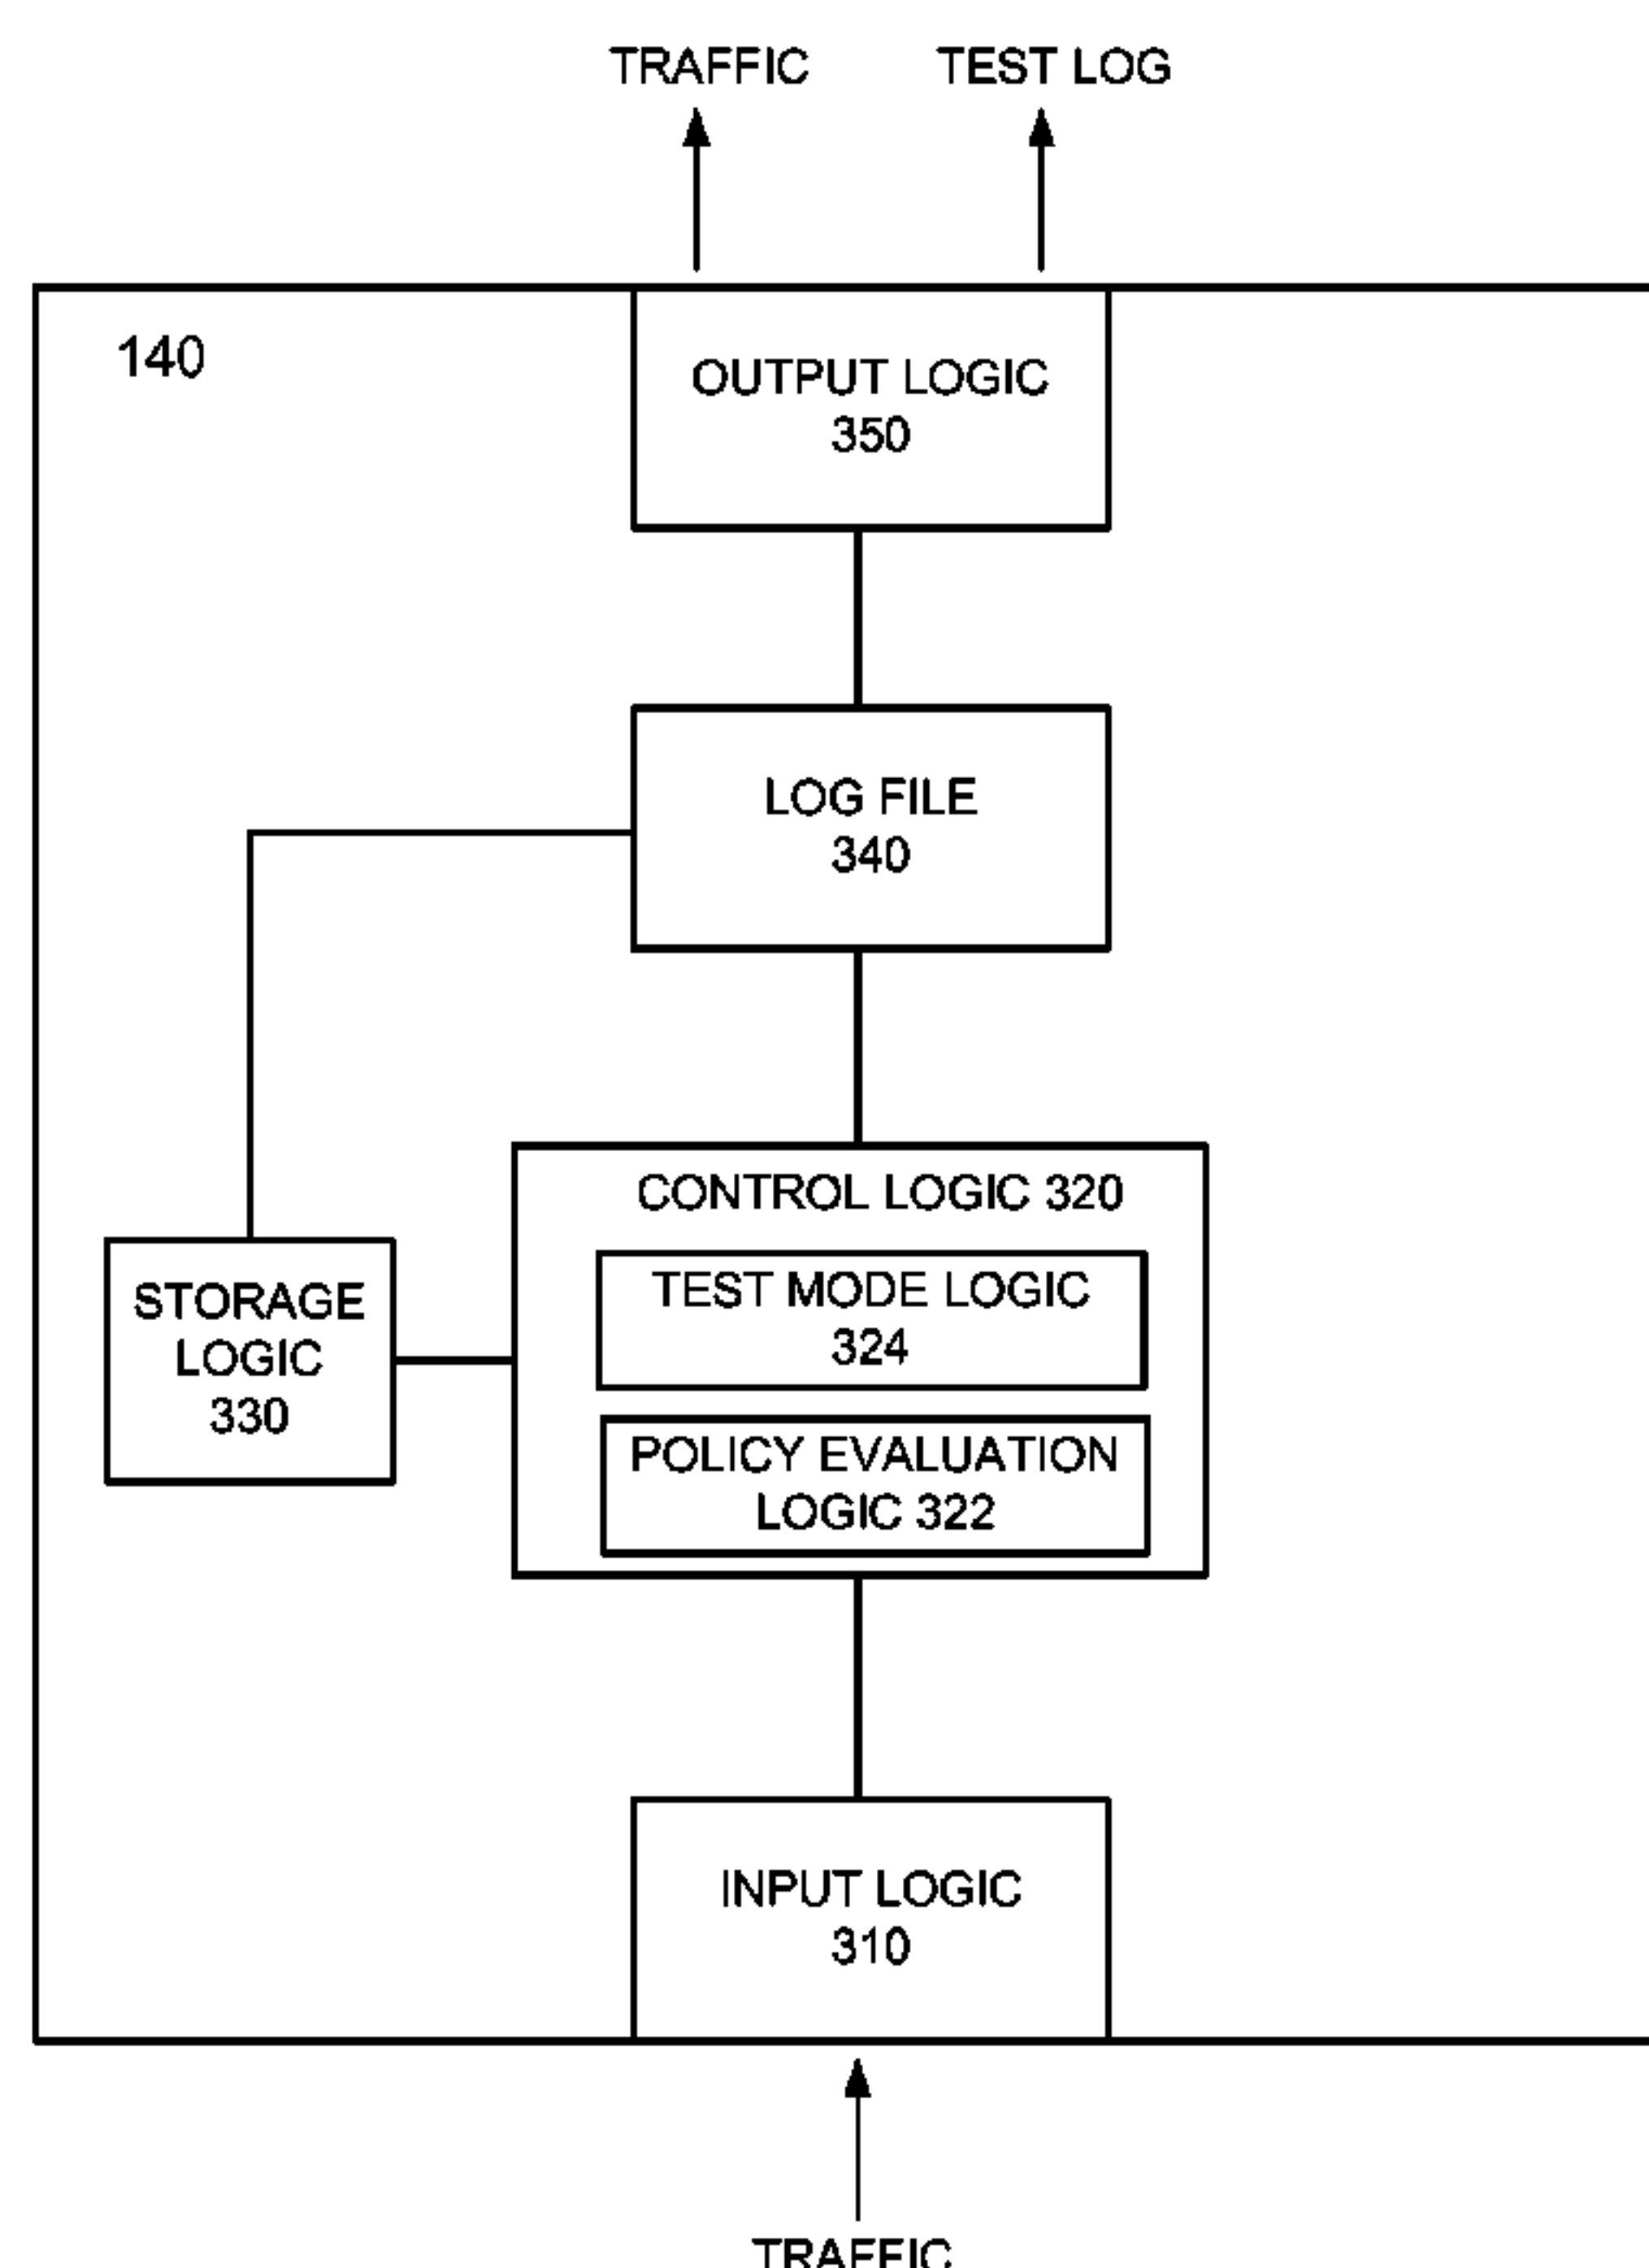 TRAFFIC
TEST LOG
140
OUTPUT LOGIC
350
LOG FILE
340
CONTROL LOGIC 320
TEST MODE LOGIC
324
STORAGE
LOGIC
330
POLICY EVALUATION
LOGIC 322
INPUT LOGIC
310
TRAFFIC